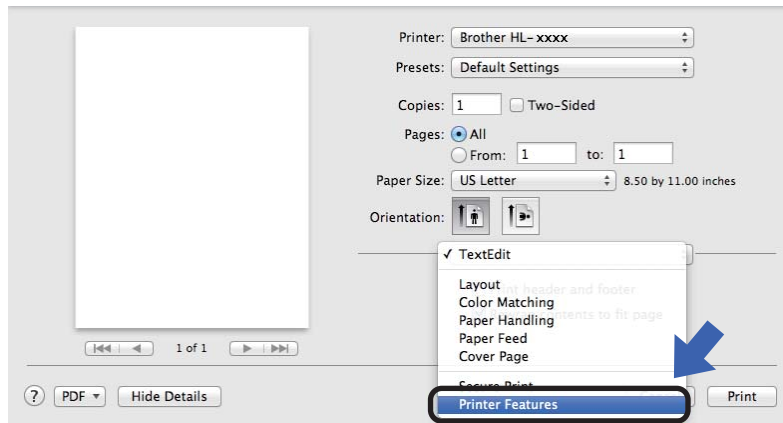 Printer: Brother HL-xxxx
Presets: Default Settings
Copies: 1 Two-Sided
Pages: All
From: 1 to: 1
Paper Size: US Letter 8.50 by 11.00 inches
Orientation:
✓ TextEdit
Layout
Color Matching
Paper Handling
Paper Feed
Cover Page
Secure Print
Printer Features
1 of 1
? PDF Hide Details Print